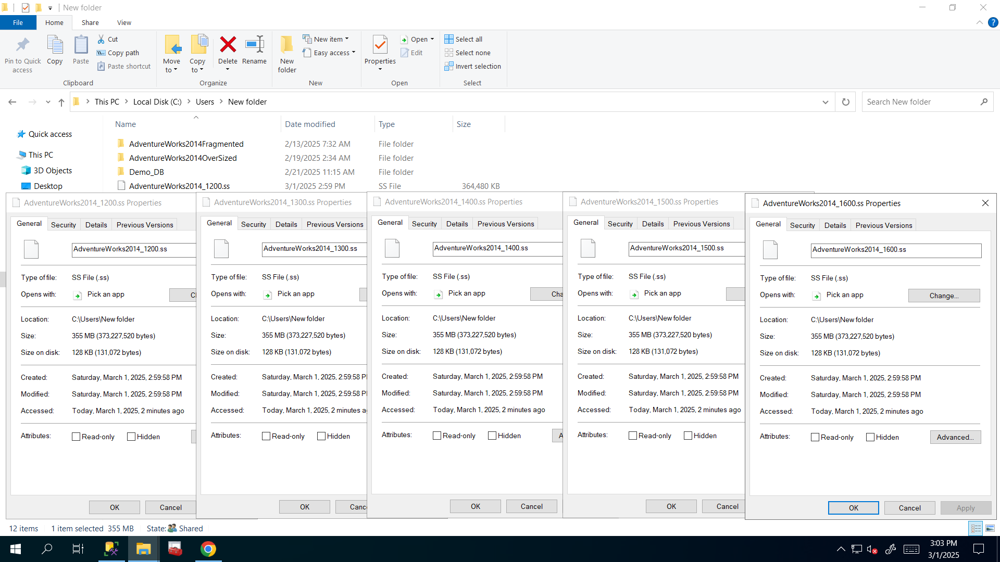 New folder
File Home Share View
Pin to Quick access
Copy
Paste
Cut
Copy path
Paste shortcut
Clipboard
Move to
Copy to
Delete
Rename
Organize
New folder
New item
Easy access
New
Properties
Open
Edit
Open
Select all
Select none
Invert selection
Select
This PC Local Disk (C:) Users New folder
Search New folder
Name Date modified Type Size
Quick access
This PC
3D Objects
Desktop
AdventureWorks2014Fragmented 2/13/2025 7:32 AM File folder
AdventureWorks2014OverSized 2/19/2025 2:34 AM File folder
Demo_DB 2/21/2025 11:15 AM File folder
AdventureWorks2014_1200.ss 3/1/2025 2:59 PM SS File 364,480 KB
AdventureWorks2014_1200.ss Properties
General Security Details Previous Versions
AdventureWorks2014_1200.ss
Type of file: SS File (.ss)
Opens with: Pick an app
Location: C:\Users\New folder
Size: 355 MB (373,227,520 bytes)
Size on disk: 128 KB (131,072 bytes)
Created: Saturday, March 1, 2025, 2:59:58 PM
Modified: Saturday, March 1, 2025, 2:59:58 PM
Accessed: Today, March 1, 2025, 2 minutes ago
Attributes: Read-only Hidden
OK Cancel
AdventureWorks2014_1300.ss Properties
General Security Details Previous Versions
AdventureWorks2014_1300.ss
Type of file: SS File (.ss)
Opens with: Pick an app
Location: C:\Users\New folder
Size: 355 MB (373,227,520 bytes)
Size on disk: 128 KB (131,072 bytes)
Created: Saturday, March 1, 2025, 2:59:58 P
Modified: Saturday, March 1, 2025, 2:59:58 P
Accessed: Today, March 1, 2025, 2 minutes a
Attributes: Read-only Hidden
OK Canc
AdventureWorks2014_1400.ss Properties
General Security Details Previous Versions
AdventureWorks2014_1400.ss
Type of file: SS File (.ss)
Opens with: Pick an app Cha
Location: C:\Users\New folder
Size: 355 MB (373,227,520 bytes)
Size on disk: 128 KB (131,072 bytes)
Created: Saturday, March 1, 2025, 2:59:58 PM
Modified: Saturday, March 1, 2025, 2:59:58 PM
Accessed: Today, March 1, 2025, 2 minutes ago
Attributes: Read-only Hidden A
OK Cancel
AdventureWorks2014_1500.ss Properties
General Security Details Previous Versions
AdventureWorks2014_1500.ss
Type of file: SS File (.ss)
Opens with: Pick an app
Location: C:\Users\New folder
Size: 355 MB (373,227,520 bytes)
Size on disk: 128 KB (131,072 bytes)
Created: Saturday, March 1, 2025, 2:59:58 PM
Modified: Saturday, March 1, 2025, 2:59:58 PM
Accessed: Today, March 1, 2025, 2 minutes ago
Attributes: Read-only Hidden
OK Cancel
AdventureWorks2014_1600.ss Properties
General Security Details Previous Versions
AdventureWorks2014_1600.ss
Type of file: SS File (.ss)
Opens with: Pick an app Change...
Location: C:\Users\New folder
Size: 355 MB (373,227,520 bytes)
Size on disk: 128 KB (131,072 bytes)
Created: Saturday, March 1, 2025, 2:59:58 PM
Modified: Saturday, March 1, 2025, 2:59:58 PM
Accessed: Today, March 1, 2025, 2 minutes ago
Attributes: Read-only Hidden Advanced...
OK Cancel Apply
12 items 1 item selected 355 MB State: Shared
3:03 PM
3/1/2025